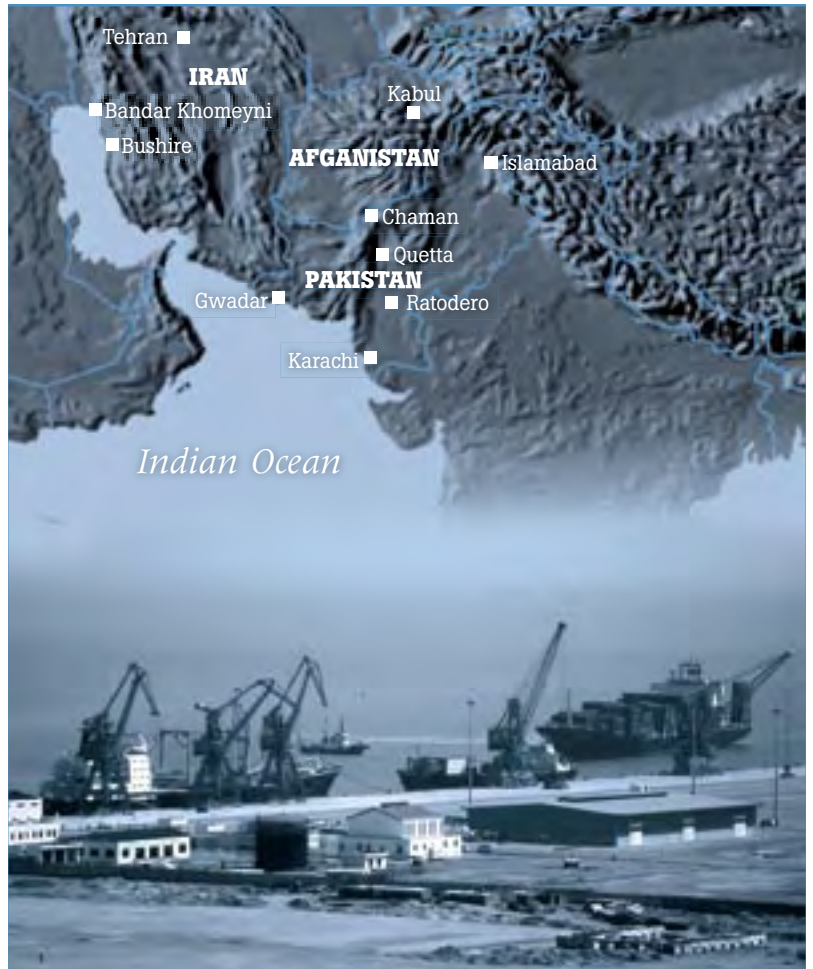 Tehran
IRAN
Kabul
Bandar Khomeyni
Bushire
AFGANISTAN
Islamabad
Chaman
Quetta
PAKISTAN
Gwadar
Ratodero
Karachi
Indian Ocean